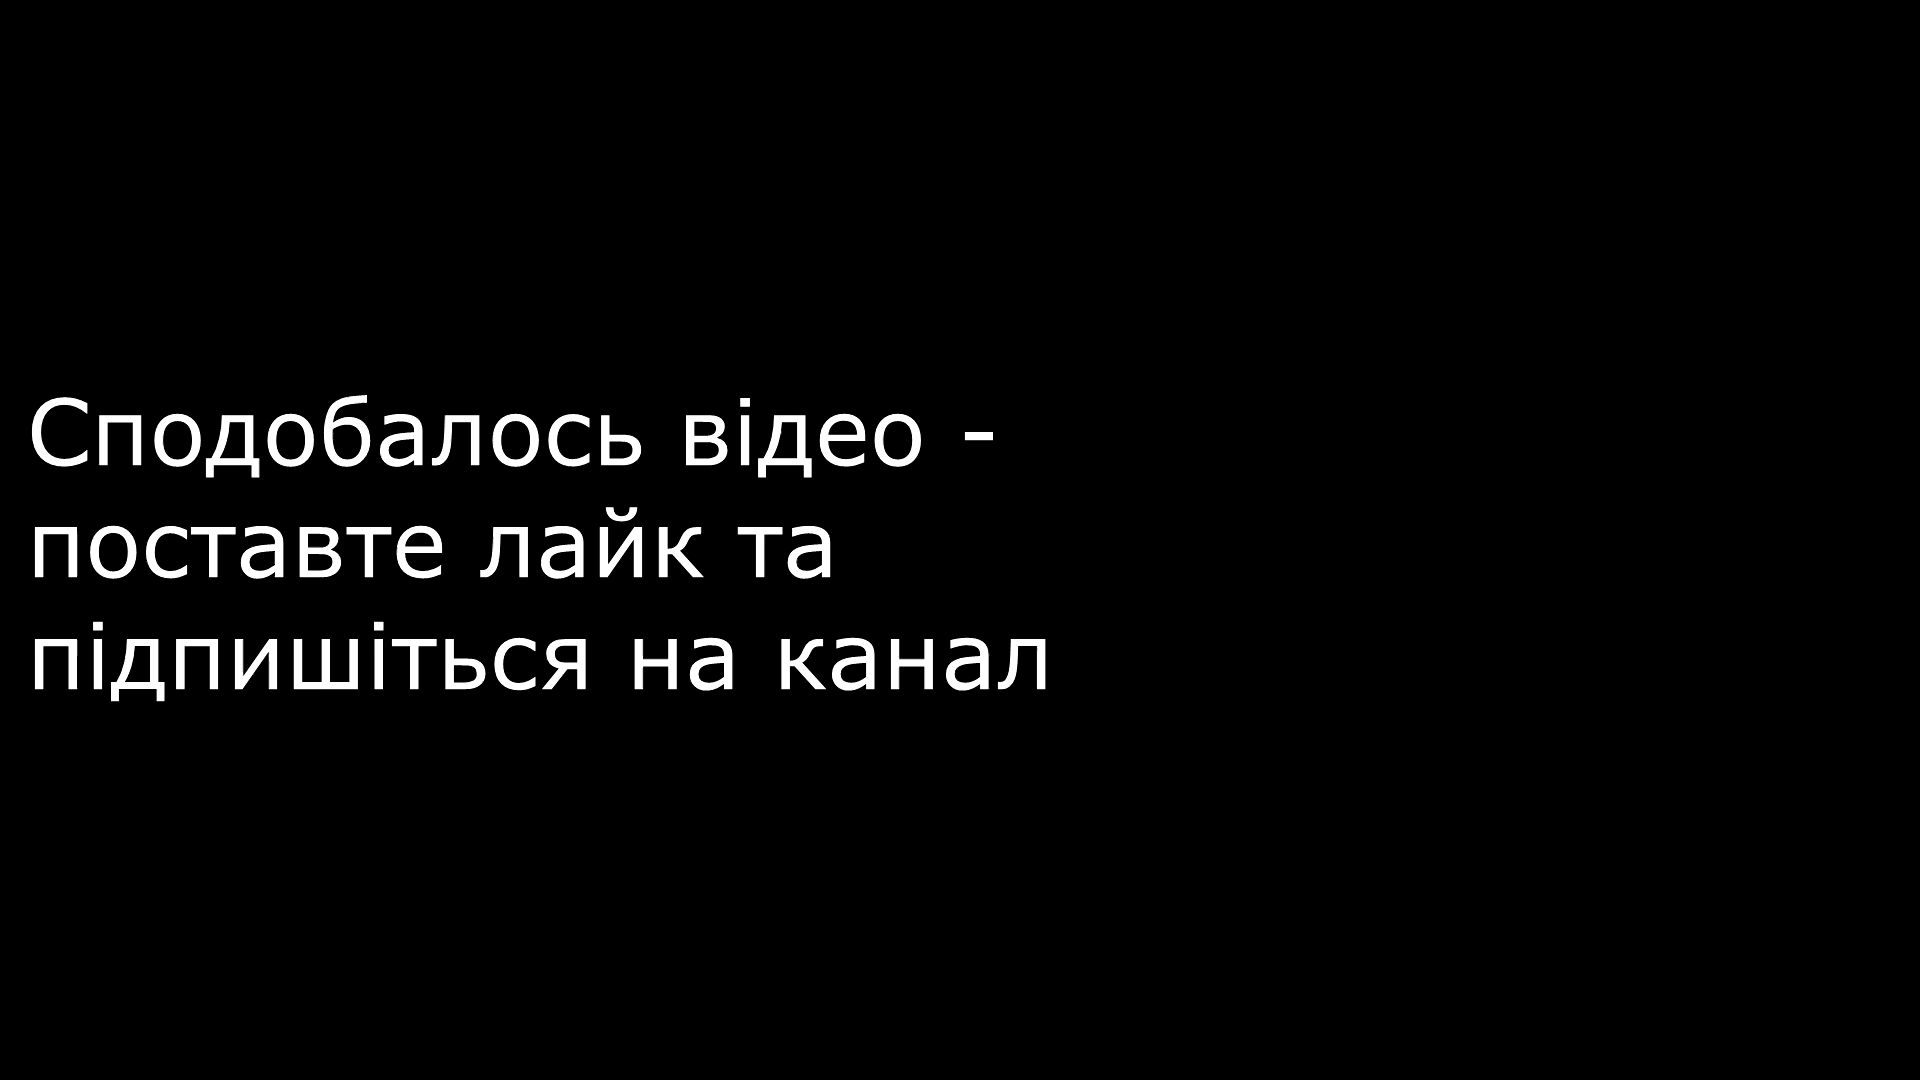 Сподобалось відео -
поставте лайк та
підпишіться на канал